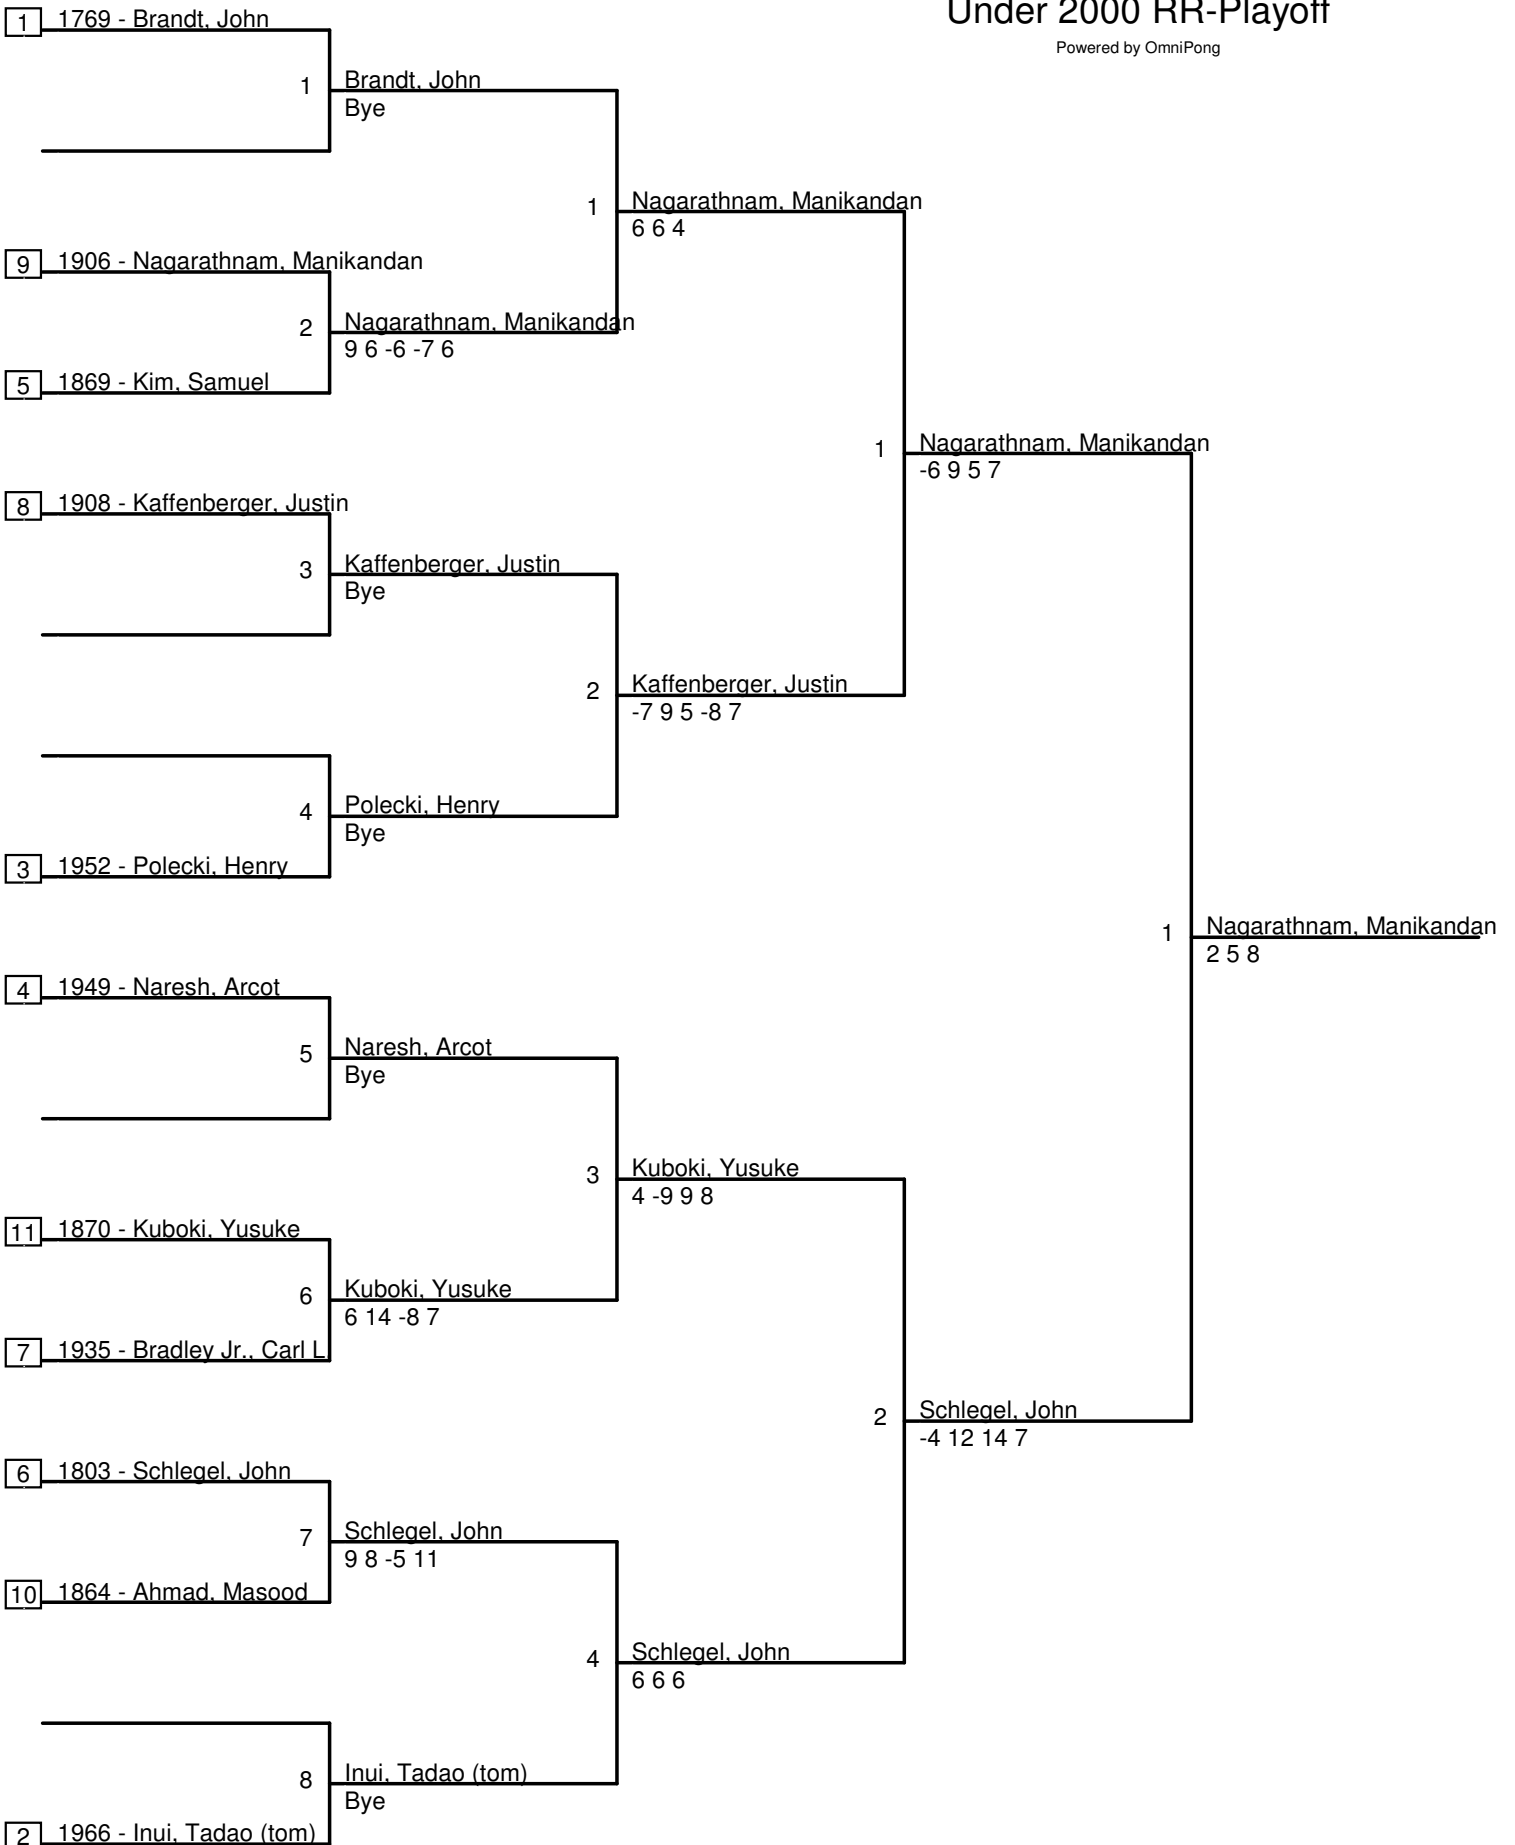 Under 2000 RR-Playoff
Powered by OmniPong
1 1769 - Brandt, John
1 Brandt, John
Bye
1 Nagarathnam, Manikandan
6 6 4
9 1906 - Nagarathnam, Manikandan
2 Nagarathnam, Manikandan
9 6 -6 -7 6
5 1869 - Kim, Samuel
1 Nagarathnam, Manikandan
-6 9 5 7
8 1908 - Kaffenberger, Justin
3 Kaffenberger, Justin
Bye
2 Kaffenberger, Justin
-7 9 5 -8 7
4 Polecki, Henry
Bye
3 1952 - Polecki, Henry
1 Nagarathnam, Manikandan
2 5 8
4 1949 - Naresh, Arcot
5 Naresh, Arcot
Bye
3 Kuboki, Yusuke
4 -9 9 8
11 1870 - Kuboki, Yusuke
6 Kuboki, Yusuke
6 14 -8 7
7 1935 - Bradley Jr., Carl L.
2 Schlegel, John
-4 12 14 7
6 1803 - Schlegel, John
7 Schlegel, John
9 8 -5 11
10 1864 - Ahmad, Masood
4 Schlegel, John
6 6 6
8 Inui, Tadao (tom)
Bye
2 1966 - Inui, Tadao (tom)